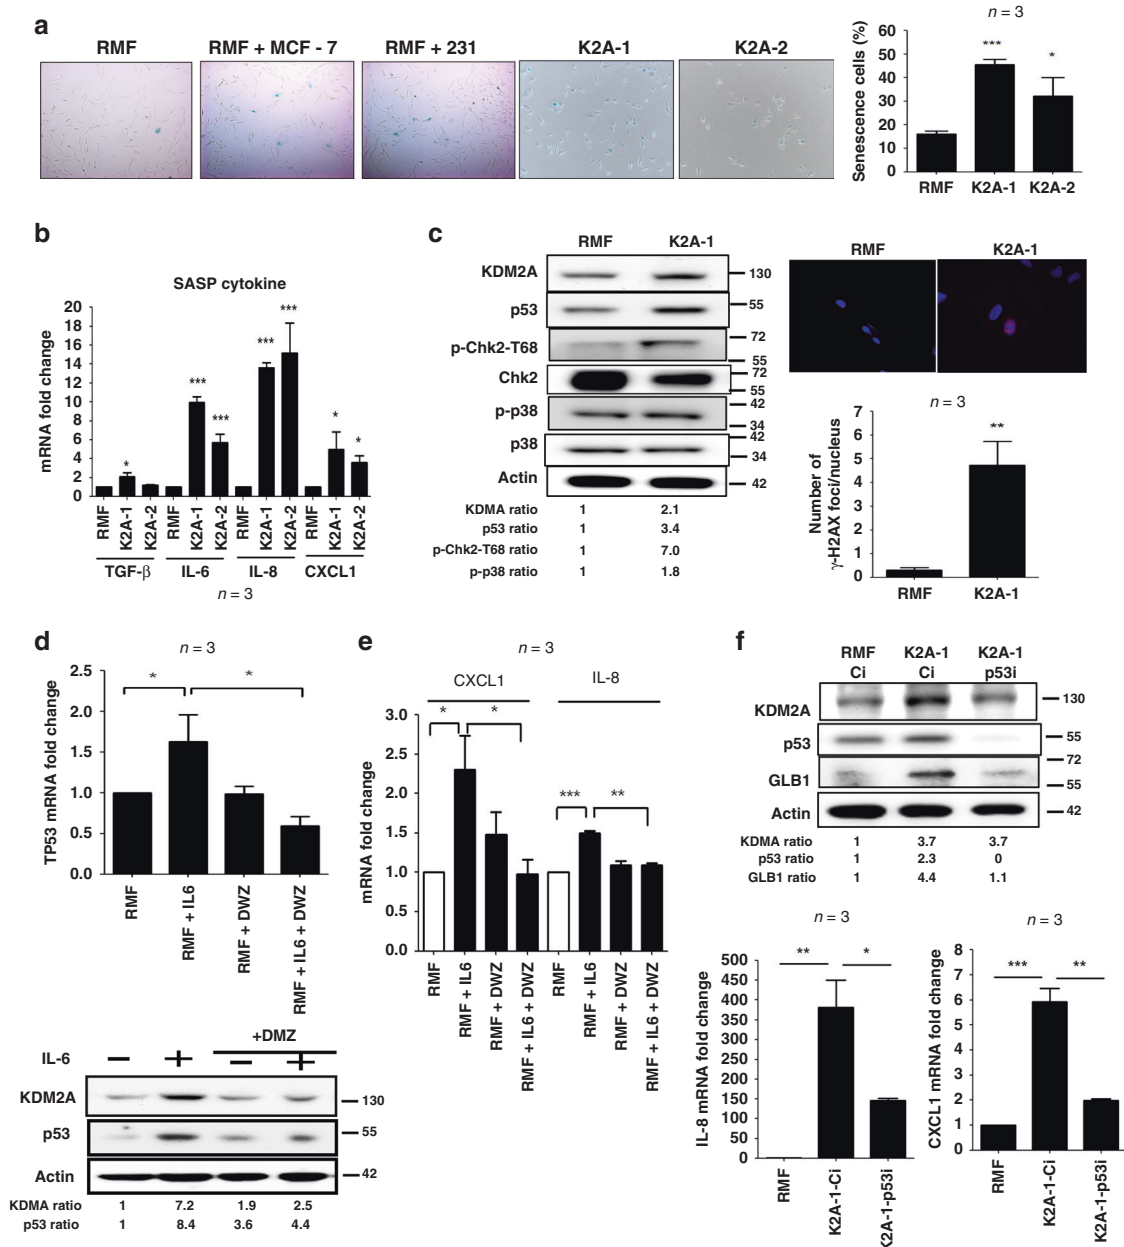 a
RMF
RMF + MCF - 7
RMF + 231
K2A-1
K2A-2
n = 3
Senescence cells (%)
60
50
40
30
20
10
0
***
*
RMF
K2A-1
K2A-2
b
SASP cytokine
mRNA fold change
20
18
16
14
12
10
8
6
4
2
0
*
***
***
***
***
*
*
RMF
K2A-1
K2A-2
RMF
K2A-1
K2A-2
RMF
K2A-1
K2A-2
RMF
K2A-1
K2A-2
TGF-β
IL-6
IL-8
CXCL1
n = 3
c
RMF
K2A-1
KDM2A
130
p53
55
p-Chk2-T68
72
55
Chk2
72
55
p-p38
42
34
p38
42
34
Actin
42
KDMA ratio 1 2.1
p53 ratio 1 3.4
p-Chk2-T68 ratio 1 7.0
p-p38 ratio 1 1.8
RMF
K2A-1
n = 3
Number of
γ-H2AX foci/nucleus
7
6
5
4
3
2
1
0
**
RMF
K2A-1
d
n = 3
TP53 mRNA fold change
2.5
2.0
1.5
1.0
0.5
0.0
*
*
RMF
RMF + IL6
RMF + DWZ
RMF + IL6 + DWZ
+DMZ
IL-6 − + − +
KDM2A
130
p53
55
Actin
42
KDMA ratio 1 7.2 1.9 2.5
p53 ratio 1 8.4 3.6 4.4
e
n = 3
CXCL1
IL-8
mRNA fold change
3.0
2.5
2.0
1.5
1.0
0.5
0.0
*
*
***
**
RMF
RMF + IL6
RMF + DWZ
RMF + IL6 + DWZ
RMF
RMF + IL6
RMF + DWZ
RMF + IL6 + DWZ
f
RMF K2A-1 K2A-1
Ci Ci p53i
KDM2A
130
p53
55
72
GLB1
55
Actin
42
KDMA ratio 1 3.7 3.7
p53 ratio 1 2.3 0
GLB1 ratio 1 4.4 1.1
n = 3
IL-8 mRNA fold change
500
450
400
350
300
250
200
150
100
50
0
**
*
RMF
K2A-1-Ci
K2A-1-p53i
n = 3
CXCL1 mRNA fold change
8
7
6
5
4
3
2
1
0
***
**
RMF
K2A-1-Ci
K2A-1-p53i